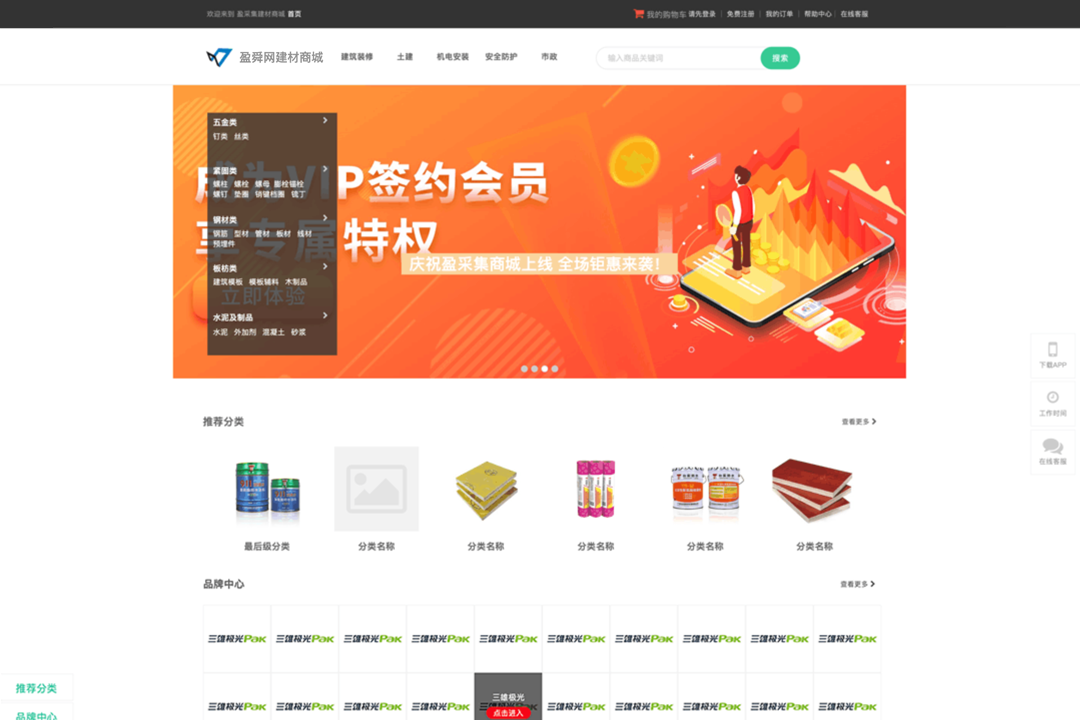 欢迎来到 盈采集建材商城 首页
我的购物车 请先登录 免费注册 我的订单 帮助中心 在线客服
盈舜网建材商城
建筑装修 土建 机电安装 安全防护 市政
输入商品关键词
搜索
五金类
钉类 丝类
紧固类
螺柱 螺栓 螺母 膨栓锚栓
螺钉 垫圈 销键档圈 铳丁
钢材类
钢筋 型材 管材 板材 线材
预埋件
板枋类
建筑模板 模板辅料 木制品
水泥及制品
水泥 外加剂 混凝土 砂浆
成为VIP签约会员
享专属特权
庆祝盈采集商城上线 全场钜惠来袭!
立即体验
下载APP
工作时间
在线客服
推荐分类
查看更多
最后级分类
分类名称
分类名称
分类名称
分类名称
分类名称
品牌中心
查看更多
三雄极光Pak 三雄极光Pak 三雄极光Pak 三雄极光Pak 三雄极光Pak 三雄极光Pak 三雄极光Pak 三雄极光Pak 三雄极光Pak 三雄极光Pak
三雄极光Pak 三雄极光Pak 三雄极光Pak 三雄极光Pak 三雄极光 三雄极光Pak 三雄极光Pak 三雄极光Pak 三雄极光Pak 三雄极光Pak
点击进入
推荐分类
品牌中心